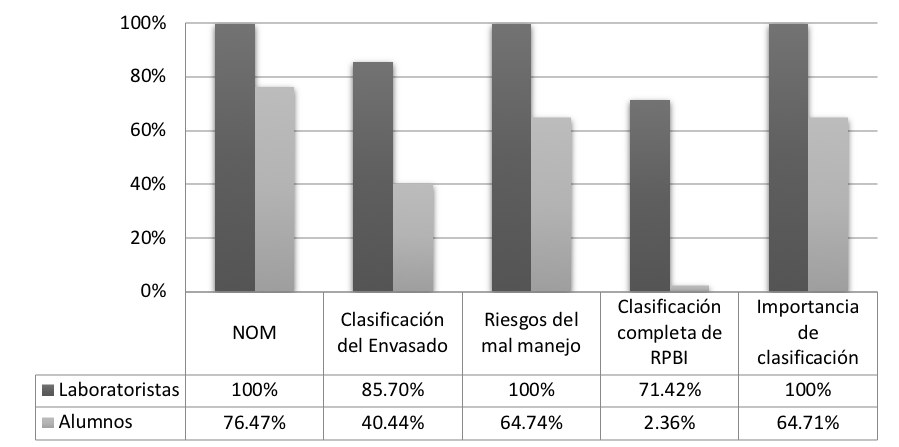 100%
80%
60%
40%
20%
0%
NOM
Clasificación
del Envasado
Riesgos del
mal manejo
Clasificación
completa de
RPBI
Importancia
de
clasificación
Laboratoristas 100% 85.70% 100% 71.42% 100%
Alumnos 76.47% 40.44% 64.74% 2.36% 64.71%